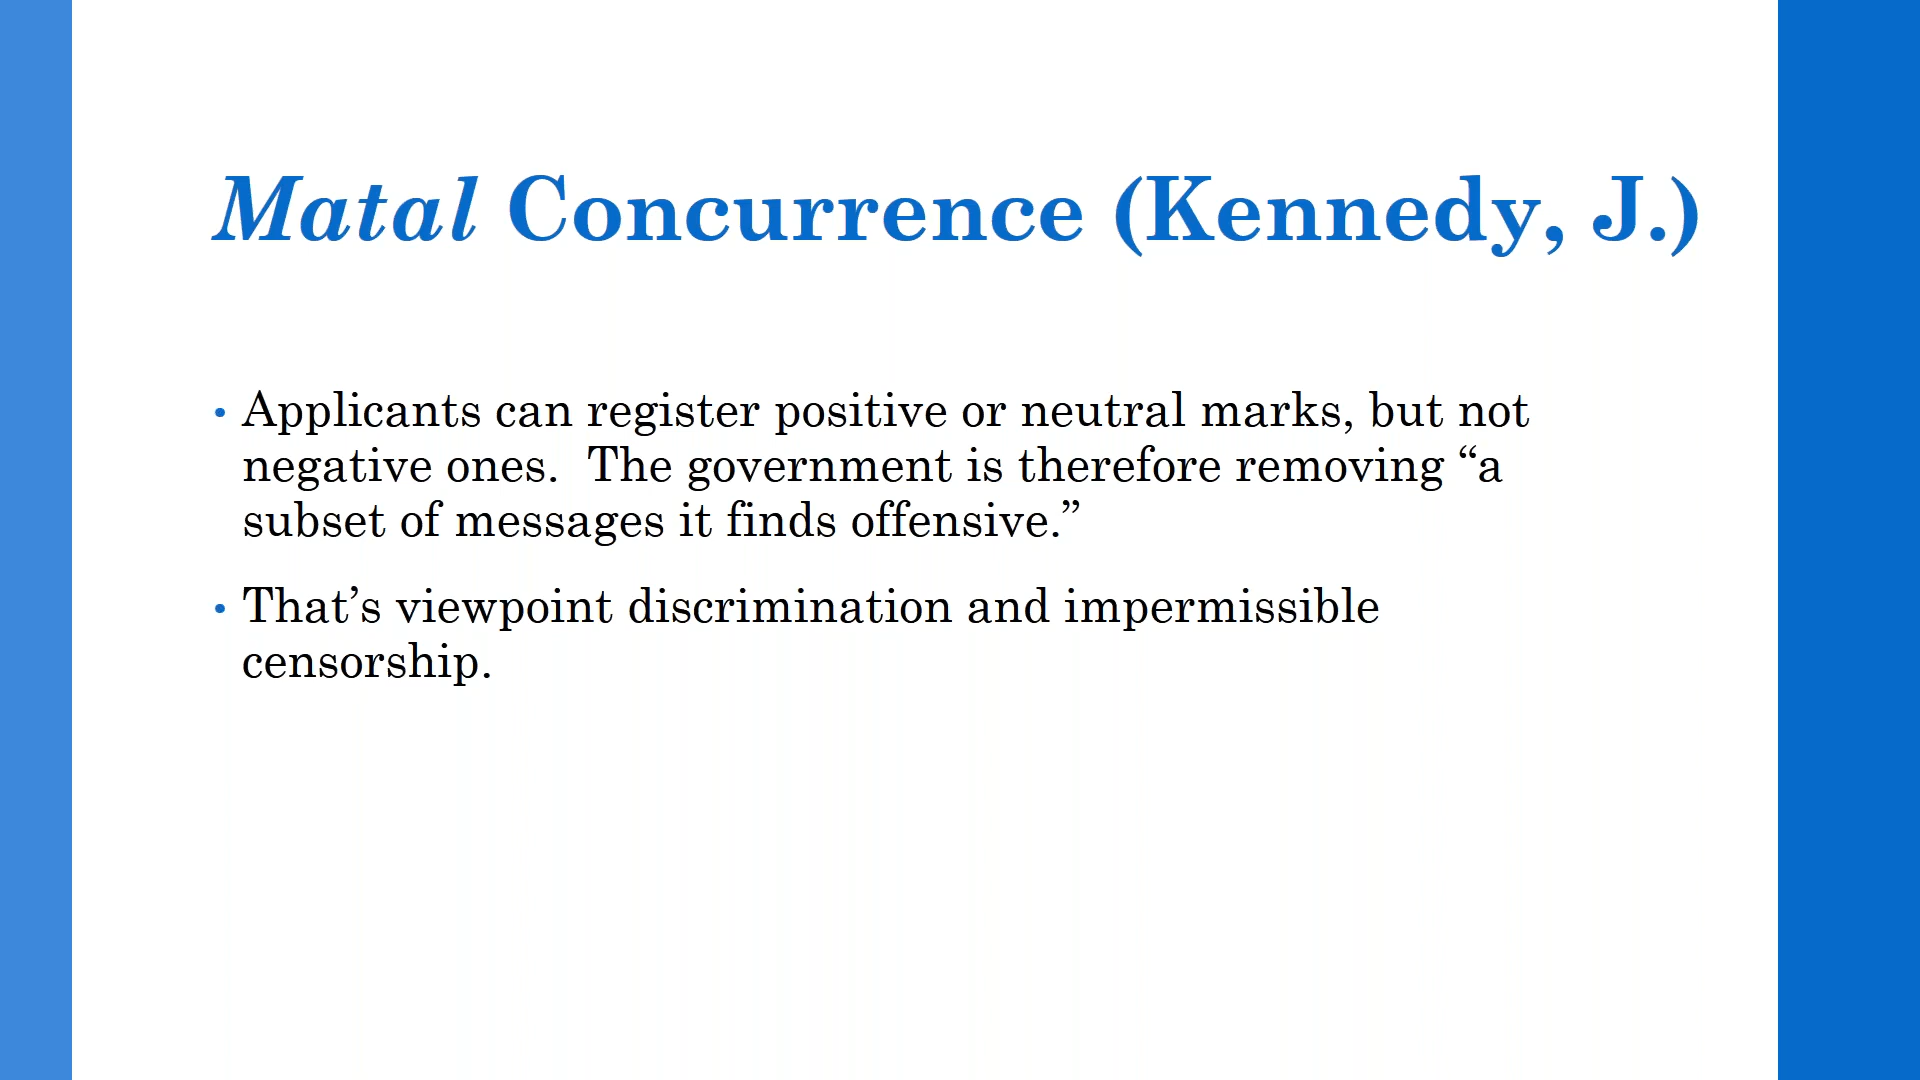 Matal Concurrence (Kennedy, J.)
• Applicants can register positive or neutral marks, but not
negative ones.  The government is therefore removing “a
subset of messages it finds offensive.”
• That’s viewpoint discrimination and impermissible
censorship.